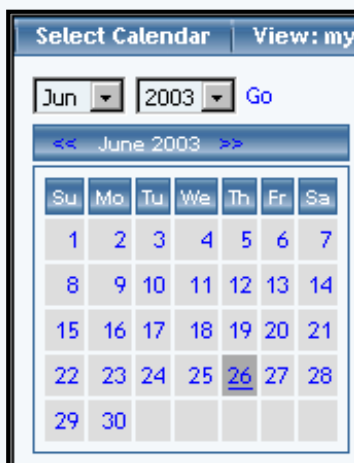 Select Calendar View: my
Jun 2003 Go
<< June 2003 >>
Su Mo Tu We Th Fr Sa
1 2 3 4 5 6 7
8 9 10 11 12 13 14
15 16 17 18 19 20 21
22 23 24 25 26 27 28
29 30